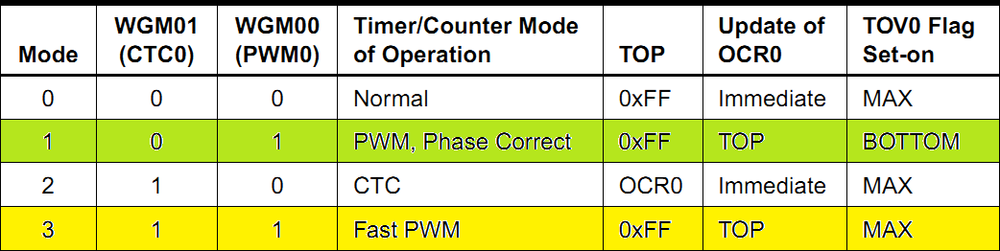 Mode WGM01 (CTC0) WGM00 (PWM0) Timer/Counter Mode of Operation TOP Update of OCR0 TOV0 Flag Set-on
0 0 0 Normal 0xFF Immediate MAX
1 0 1 PWM, Phase Correct 0xFF TOP BOTTOM
2 1 0 CTC OCR0 Immediate MAX
3 1 1 Fast PWM 0xFF TOP MAX